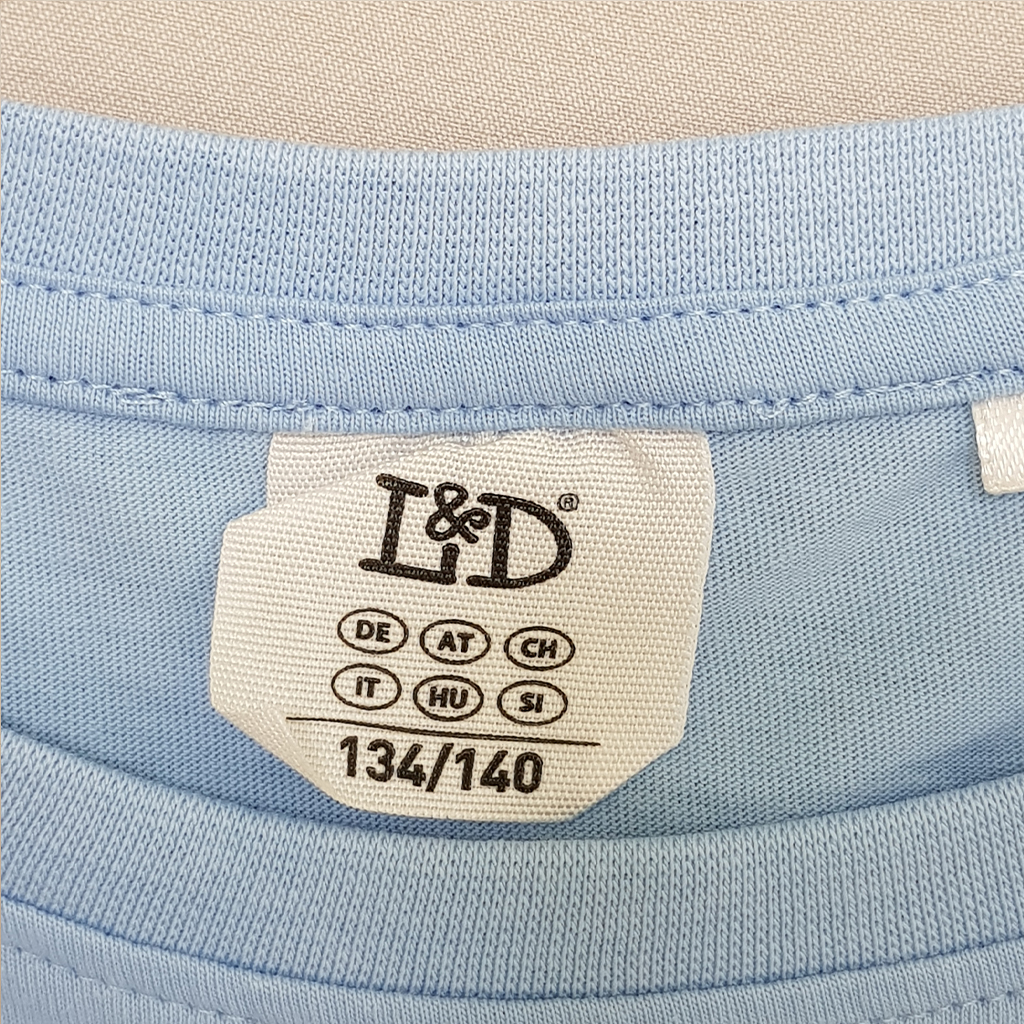 L&D®
DE AT CH
IT HU SI
134/140